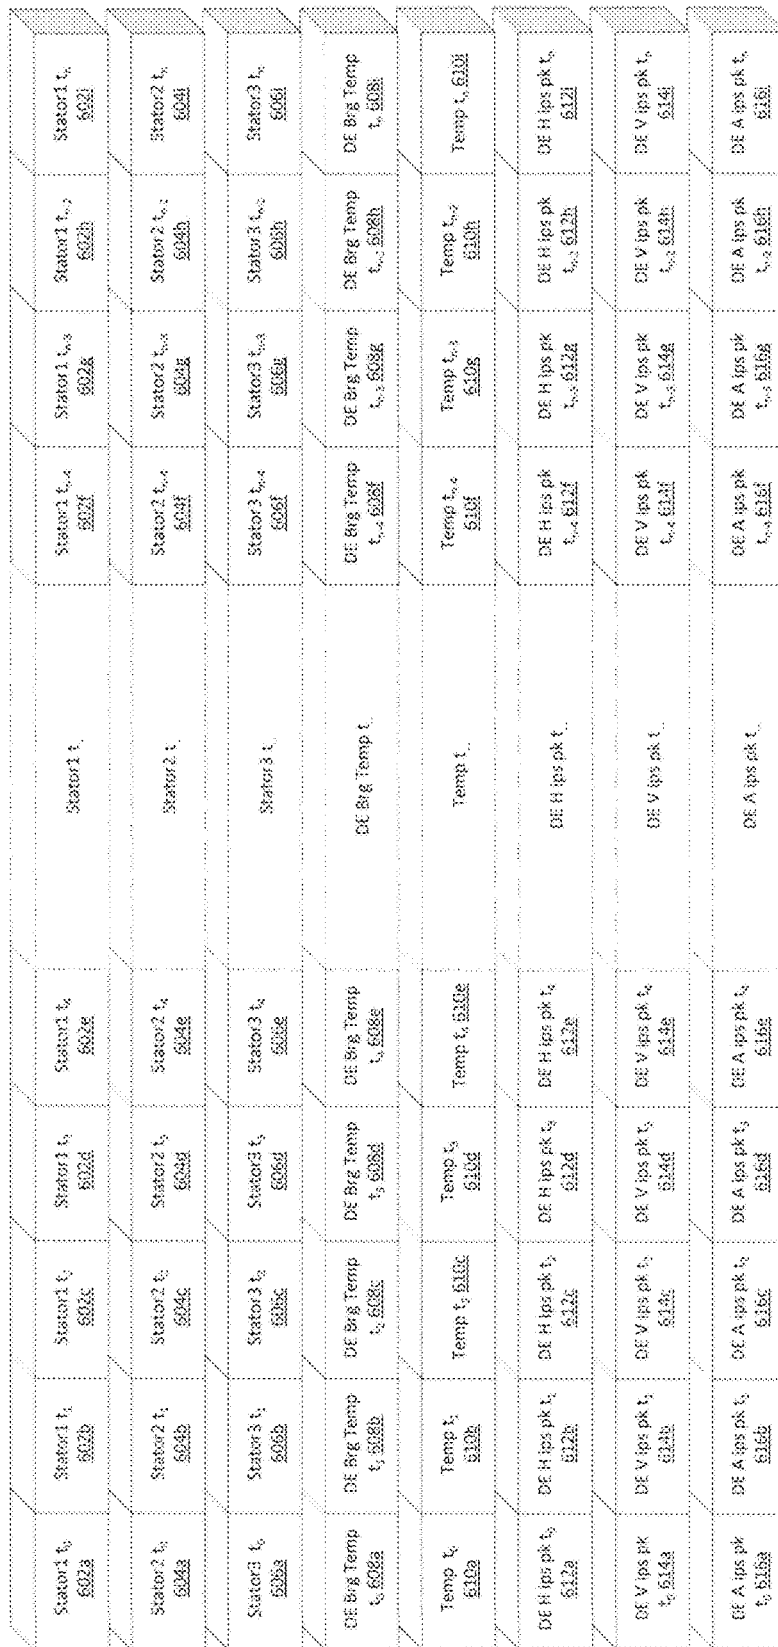 Stator1 t₀
602a
Stator1 t₁
602b
Stator1 t₂
602c
Stator1 t₃
602d
Stator1 t₄
602e
Stator1 t…
Stator1 tₙ₋₄
602f
Stator1 tₙ₋₃
602g
Stator1 tₙ₋₂
602h
Stator1 tₙ
602i
Stator2 t₀
604a
Stator2 t₁
604b
Stator2 t₂
604c
Stator2 t₃
604d
Stator2 t₄
604e
Stator2 t…
Stator2 tₙ₋₄
604f
Stator2 tₙ₋₃
604g
Stator2 tₙ₋₂
604h
Stator2 tₙ
604i
Stator3 t₀
606a
Stator3 t₁
606b
Stator3 t₂
606c
Stator3 t₃
606d
Stator3 t₄
606e
Stator3 t…
Stator3 tₙ₋₄
606f
Stator3 tₙ₋₃
606g
Stator3 tₙ₋₂
606h
Stator3 tₙ
606i
DE Brg Temp
t₀ 608a
DE Brg Temp
t₁ 608b
DE Brg Temp
t₂ 608c
DE Brg Temp
t₃ 608d
DE Brg Temp
t₄ 608e
DE Brg Temp t…
DE Brg Temp
tₙ₋₄ 608f
DE Brg Temp
tₙ₋₃ 608g
DE Brg Temp
tₙ₋₂ 608h
DE Brg Temp
tₙ 608i
Temp t₀
610a
Temp t₁
610b
Temp t₂ 610c
Temp t₃
610d
Temp t₄ 610e
Temp t…
Temp tₙ₋₄
610f
Temp tₙ₋₃
610g
Temp tₙ₋₂
610h
Temp tₙ 610i
DE H ips pk t₀
612a
DE H ips pk t₁
612b
DE H ips pk t₂
612c
DE H ips pk t₃
612d
DE H ips pk t₄
612e
DE H ips pk t…
DE H ips pk
tₙ₋₄ 612f
DE H ips pk
tₙ₋₃ 612g
DE H ips pk
tₙ₋₂ 612h
DE H ips pk tₙ
612i
DE V ips pk
t₀ 614a
DE V ips pk t₁
614b
DE V ips pk t₂
614c
DE V ips pk t₃
614d
DE V ips pk t₄
614e
DE V ips pk t…
DE V ips pk
tₙ₋₄ 614f
DE V ips pk
tₙ₋₃ 614g
DE V ips pk
tₙ₋₂ 614h
DE V ips pk tₙ
614i
DE A ips pk
t₀ 616a
DE A ips pk t₁
616b
DE A ips pk t₂
616c
DE A ips pk t₃
616d
DE A ips pk t₄
616e
DE A ips pk t…
DE A ips pk
tₙ₋₄ 616f
DE A ips pk
tₙ₋₃ 616g
DE A ips pk
tₙ₋₂ 616h
DE A ips pk tₙ
616i